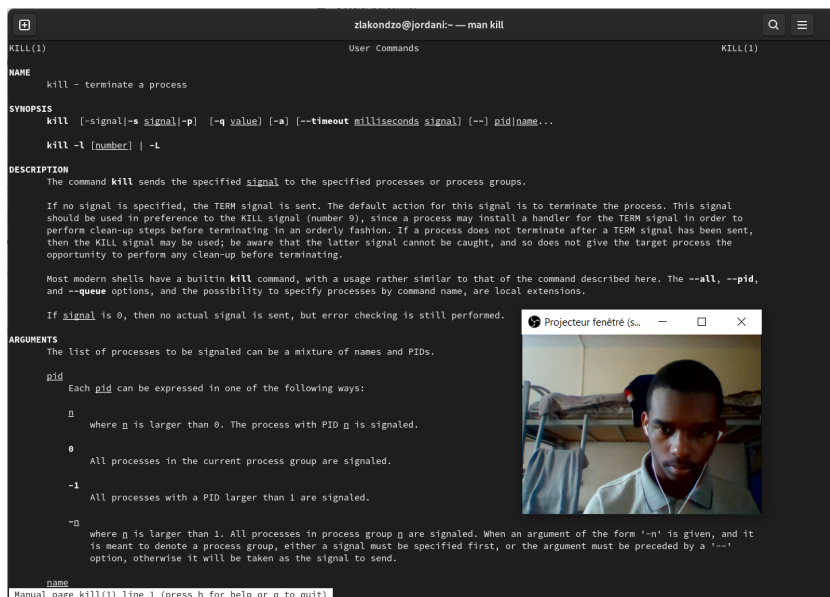 zlakondzo@jordani:~ — man kill
KILL(1) User Commands KILL(1)
NAME
kill - terminate a process
SYNOPSIS
kill [-signal|-s signal|-p] [-q value] [-a] [--timeout milliseconds signal] [--] pid|name...
kill -l [number] | -L
DESCRIPTION
The command kill sends the specified signal to the specified processes or process groups.
If no signal is specified, the TERM signal is sent. The default action for this signal is to terminate the process. This signal
should be used in preference to the KILL signal (number 9), since a process may install a handler for the TERM signal in order to
perform clean-up steps before terminating in an orderly fashion. If a process does not terminate after a TERM signal has been sent,
then the KILL signal may be used; be aware that the latter signal cannot be caught, and so does not give the target process the
opportunity to perform any clean-up before terminating.
Most modern shells have a builtin kill command, with a usage rather similar to that of the command described here. The --all, --pid,
and --queue options, and the possibility to specify processes by command name, are local extensions.
If signal is 0, then no actual signal is sent, but error checking is still performed.
Projecteur fenêtré (s...
ARGUMENTS
The list of processes to be signaled can be a mixture of names and PIDs.
pid
Each pid can be expressed in one of the following ways:
n
where n is larger than 0. The process with PID n is signaled.
0
All processes in the current process group are signaled.
-1
All processes with a PID larger than 1 are signaled.
-n
where n is larger than 1. All processes in process group n are signaled. When an argument of the form '-n' is given, and it
is meant to denote a process group, either a signal must be specified first, or the argument must be preceded by a '--'
option, otherwise it will be taken as the signal to send.
name
Manual page kill(1) line 1 (press h for help or q to quit)